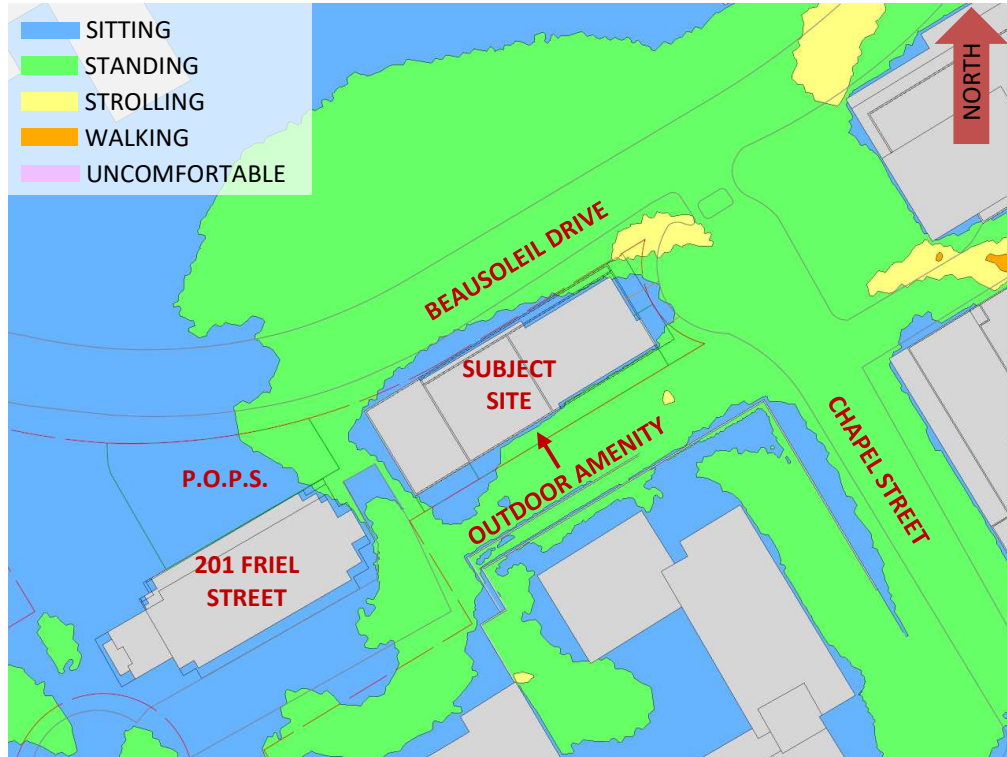 SITTING
STANDING
STROLLING
WALKING
UNCOMFORTABLE
NORTH
BEAUSOLEIL DRIVE
SUBJECT
SITE
CHAPEL STREET
OUTDOOR AMENITY
P.O.P.S.
201 FRIEL
STREET